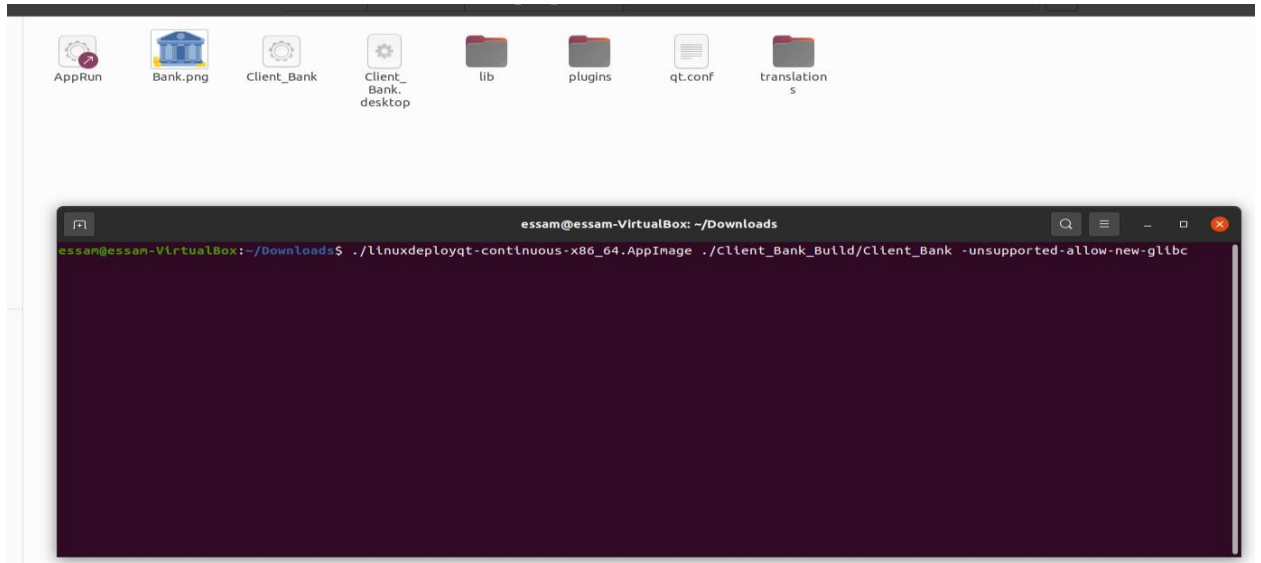 AppRun
Bank.png
Client_Bank
Client_
Bank.
desktop
lib
plugins
qt.conf
translation
s
essam@essam-VirtualBox: ~/Downloads
essam@essam-VirtualBox:~/Downloads$ ./linuxdeployqt-continuous-x86_64.AppImage ./Client_Bank_Build/Client_Bank -unsupported-allow-new-glibc